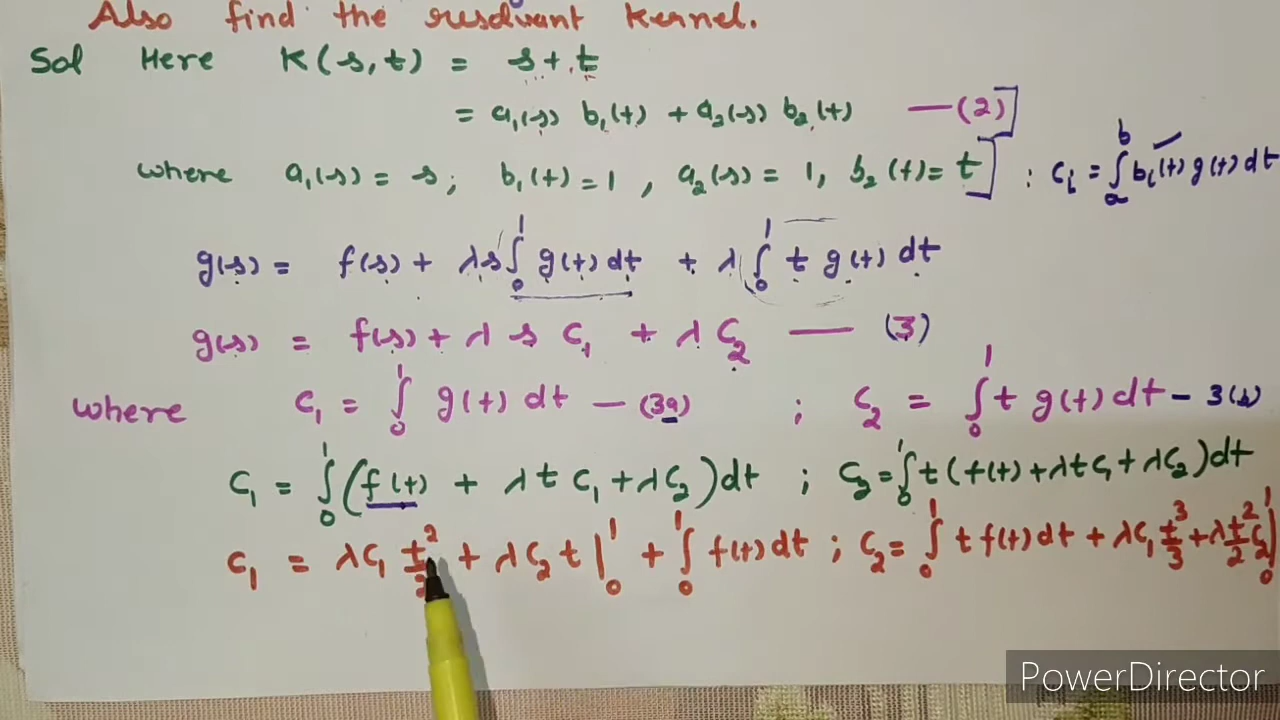 Also find the resolvant kernel.
Sol Here K(s,t) = s+t
= a₁(s) b₁(t) + a₂(s) b₂(t) —(2)]
where a₁(s) = s; b₁(t) = 1, a₂(s) = 1, b₂(t) = t] : cᵢ = ∫ₐᵇ bᵢ(t) g(t) dt
g(s) = f(s) + λs ∫₀¹ g(t) dt + λ ∫₀¹ t g(t) dt
g(s) = f(s) + λ s C₁ + λ C₂ —— (3)
where C₁ = ∫₀¹ g(t) dt — (3a) ; C₂ = ∫₀¹ t g(t) dt - 3(b)
C₁ = ∫₀¹ (f(t) + λ t C₁ + λC₂) dt ; C₂ = ∫₀¹ t (f(t) + λt C₁ + λC₂) dt
C₁ = λC₁ t²/2 + λC₂ t |₀¹ + ∫₀¹ f(t) dt ; C₂ = ∫₀¹ t f(t) dt + λC₁ t³/3 + λ t²/2 C₂ |₀¹
PowerDirector